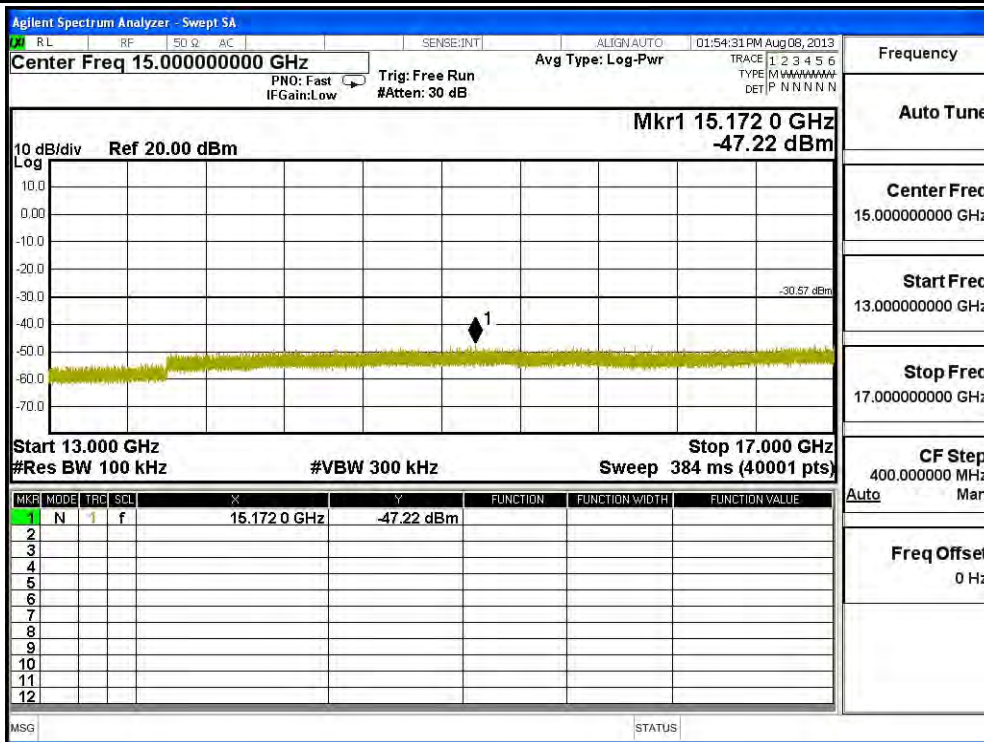 Agilent Spectrum Analyzer - Swept SA
RL RF 50 Ω AC SENSE:INT ALIGN AUTO 01:54:31 PM Aug 08, 2013
Center Freq 15.000000000 GHz
PNO: Fast
IFGain:Low
Trig: Free Run
#Atten: 30 dB
Avg Type: Log-Pwr
TRACE 1 2 3 4 5 6
TYPE M
DET P N N N N N
Mkr1 15.172 0 GHz
-47.22 dBm
10 dB/div Ref 20.00 dBm
Log
10.0
0.00
-10.0
-20.0
-30.0
-40.0
-50.0
-60.0
-70.0
-30.57 dBm
1
Start 13.000 GHz Stop 17.000 GHz
#Res BW 100 kHz #VBW 300 kHz Sweep 384 ms (40001 pts)
MKR MODE TRC SCL X Y FUNCTION FUNCTION WIDTH FUNCTION VALUE
1 N 1 f 15.172 0 GHz -47.22 dBm
2
3
4
5
6
7
8
9
10
11
12
MSG STATUS
Frequency
Auto Tune
Center Freq
15.000000000 GHz
Start Freq
13.000000000 GHz
Stop Freq
17.000000000 GHz
CF Step
400.000000 MHz
Auto Man
Freq Offset
0 Hz